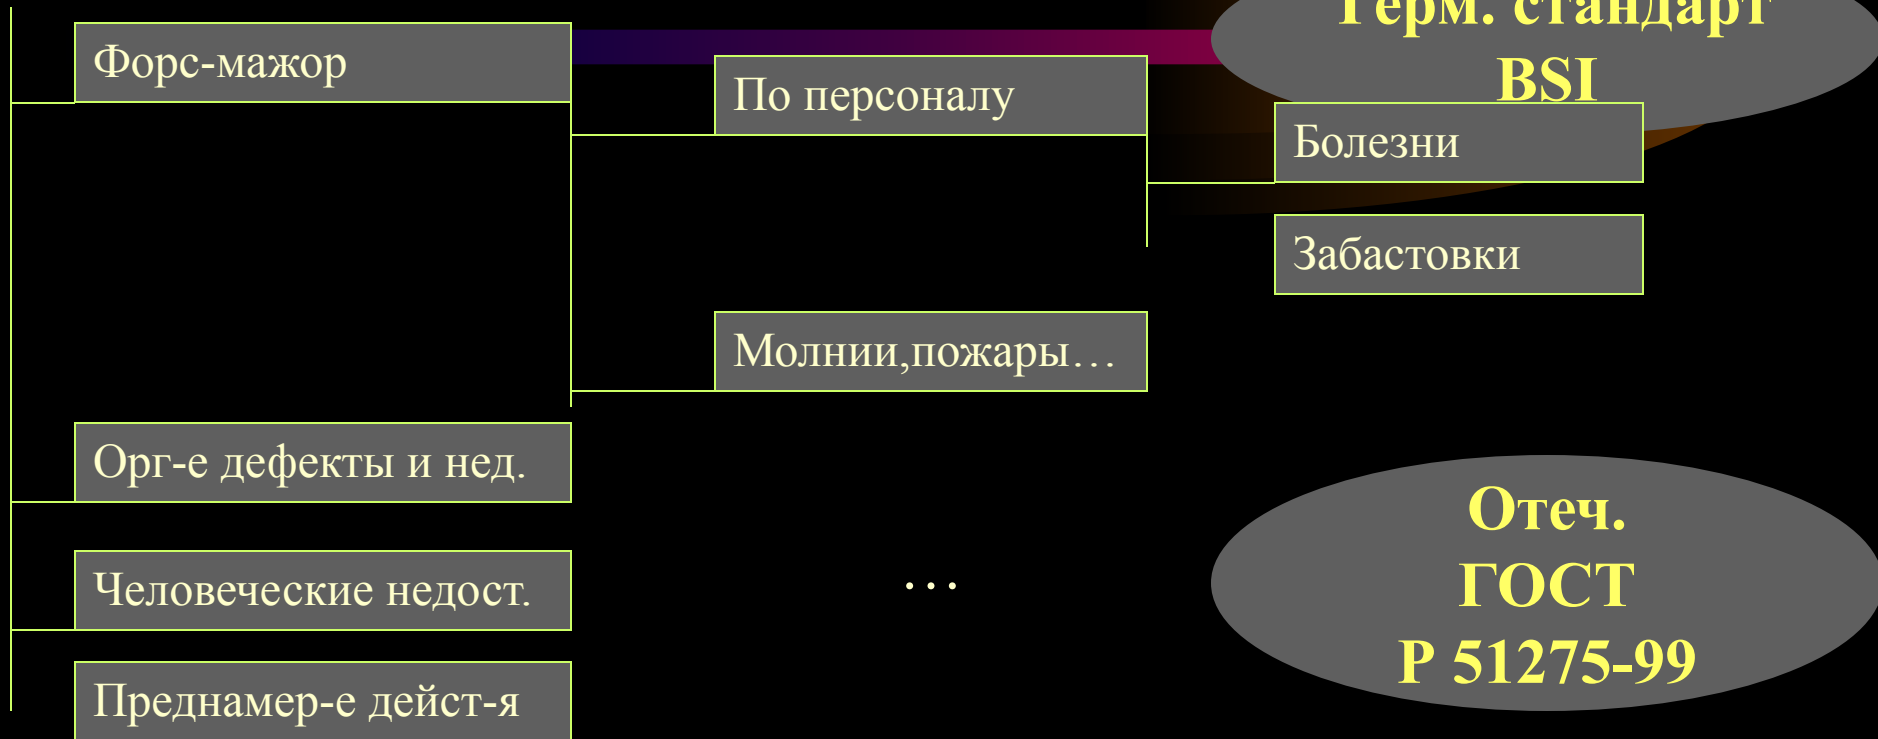 Герм. стандарт
BSI
Форс-мажор
По персоналу
Болезни
Забастовки
Молнии,пожары…
Орг-е дефекты и нед.
Человеческие недост.
…
Преднамер-е дейст-я
Отеч.
ГОСТ
Р 51275-99